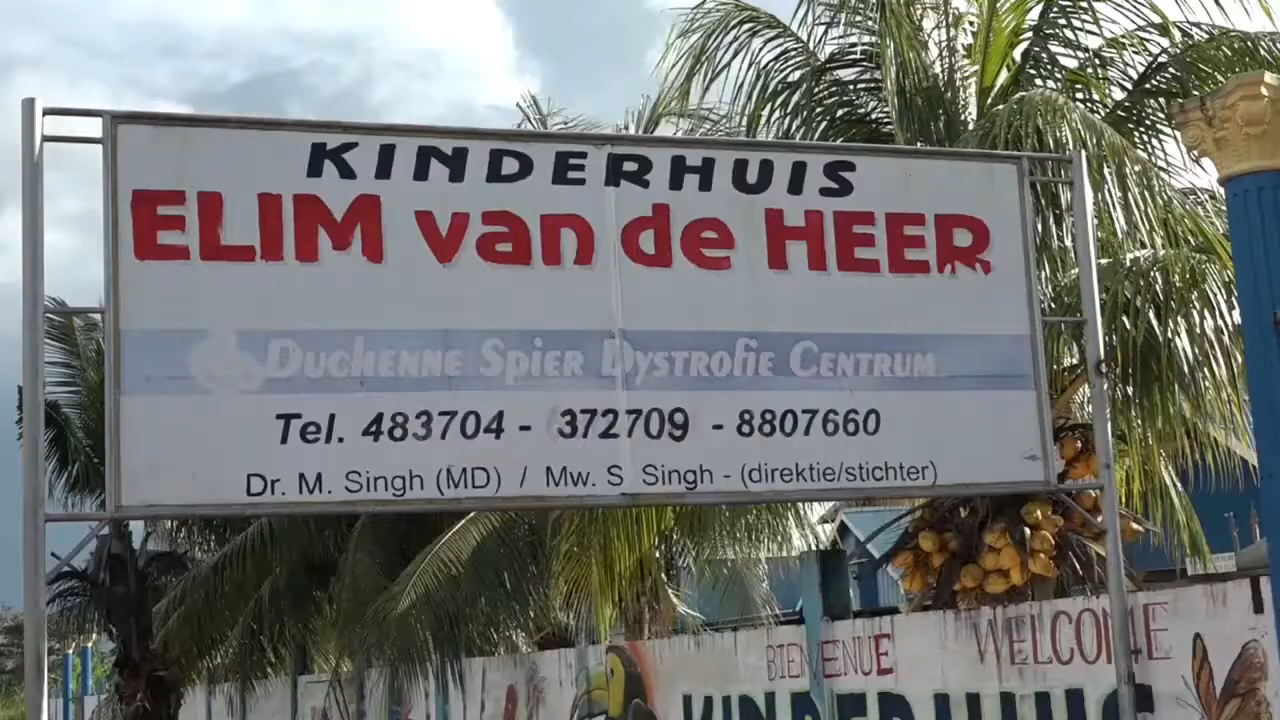 KINDERHUIS
ELIM van de HEER
Duchenne Spier Dystrofie Centrum
Tel. 483704 - 372709 - 8807660
Dr. M. Singh (MD) / Mw. S Singh - (direktie/stichter)
BIENVENUE WELCOME
KINDERHUIS